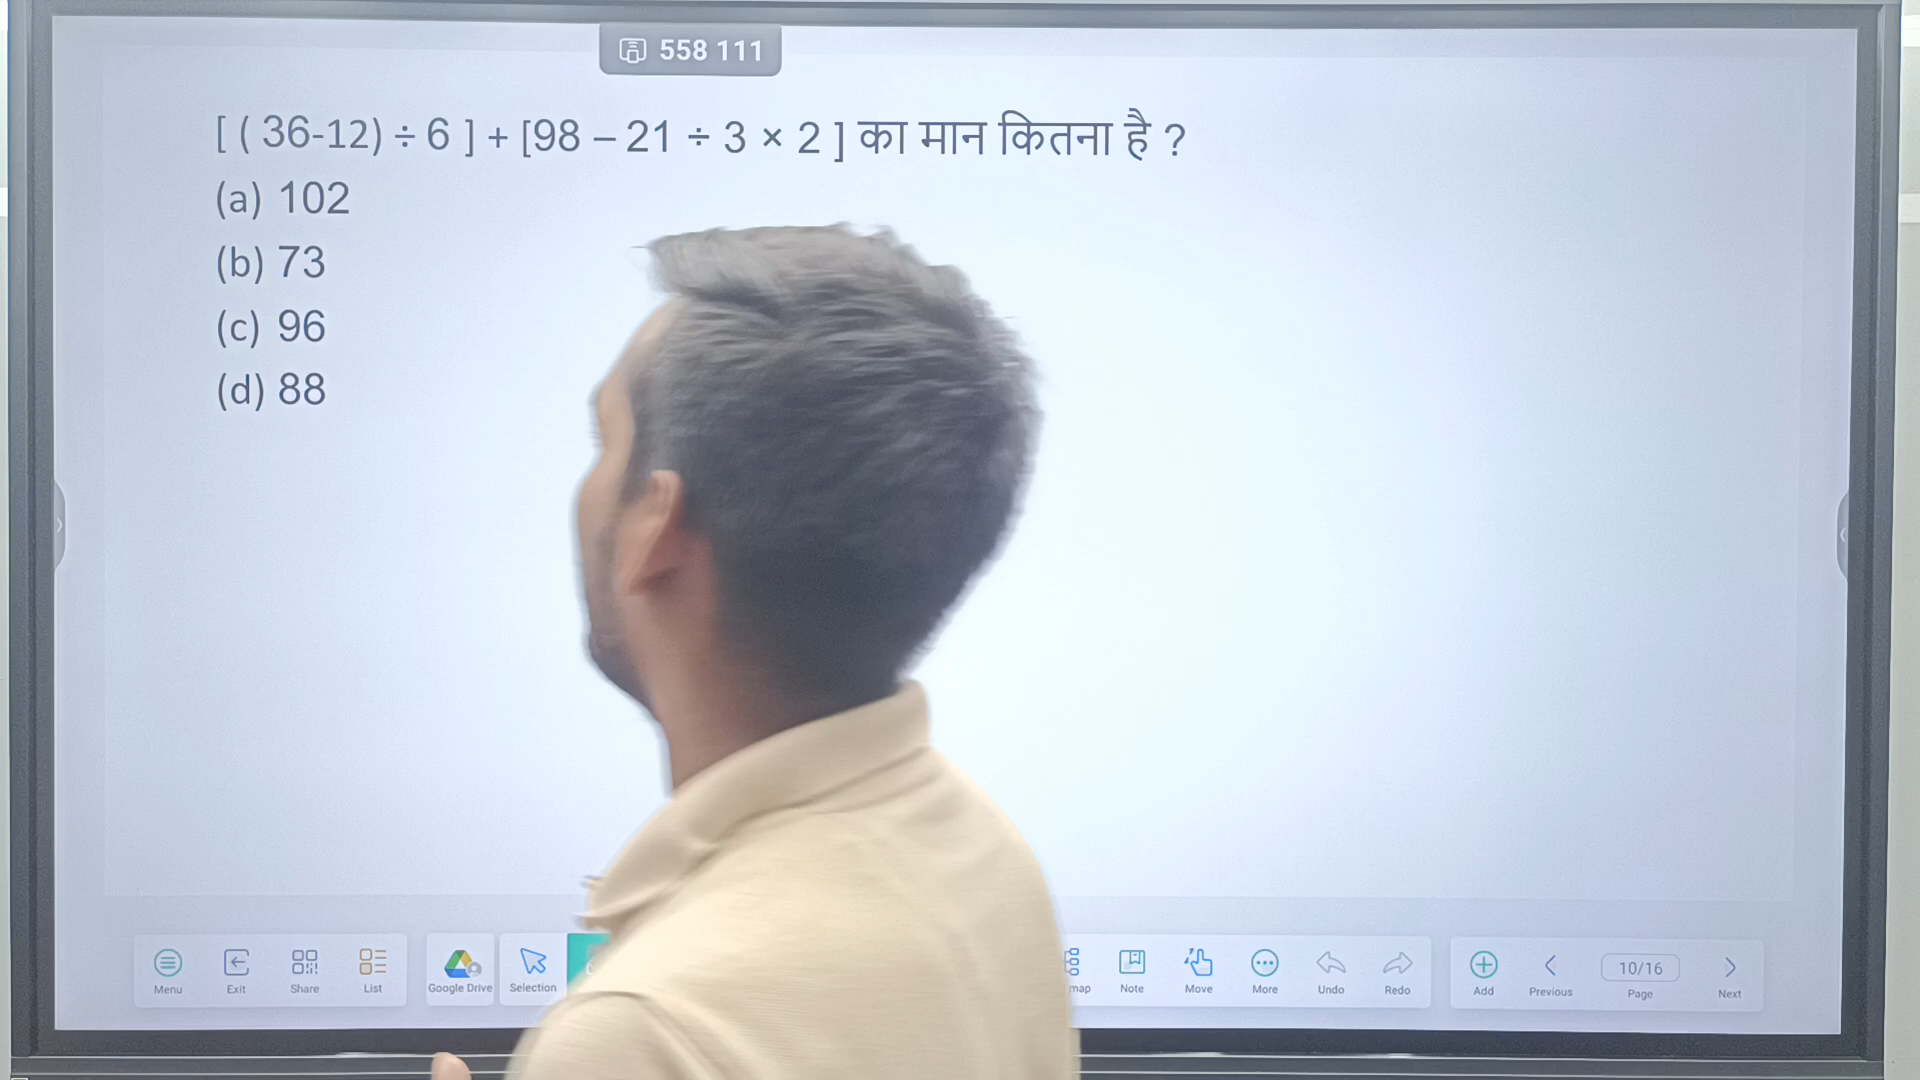 558 111
[ ( 36-12) ÷ 6 ] + [98 – 21 ÷ 3 × 2 ] का मान कितना है ?
(a) 102
(b) 73
(c) 96
(d) 88
Menu Exit Share List Google Drive Selection map Note Move More Undo Redo Add Previous 10/16 Page Next